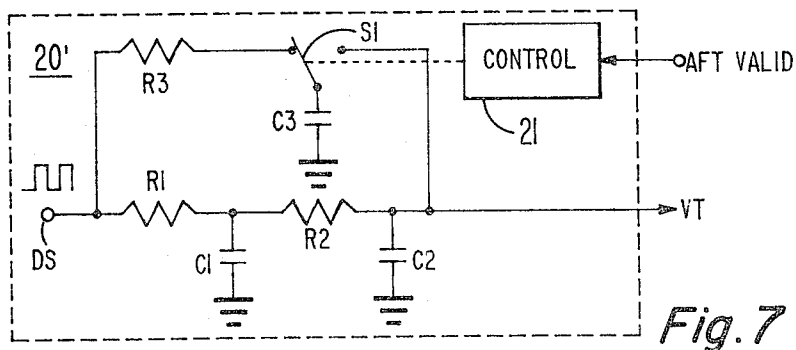 20'
R3
S1
C3
CONTROL
21
AFT VALID
R1
R2
C1
C2
DS
VT
Fig. 7